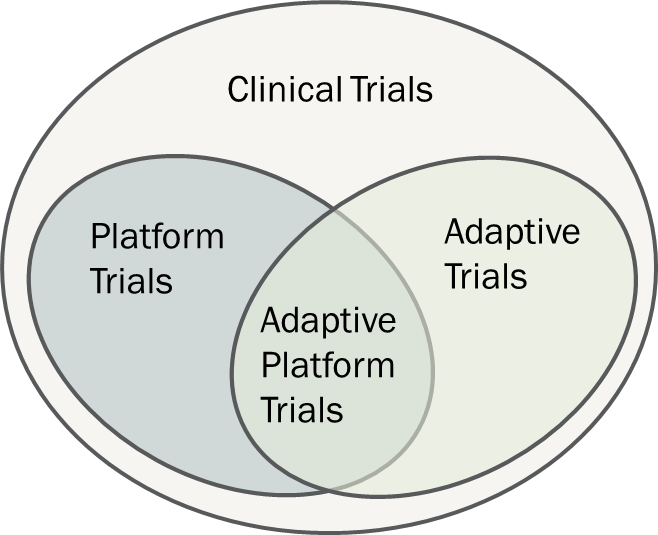 Clinical Trials
Platform
Trials
Adaptive
Trials
Adaptive
Platform
Trials